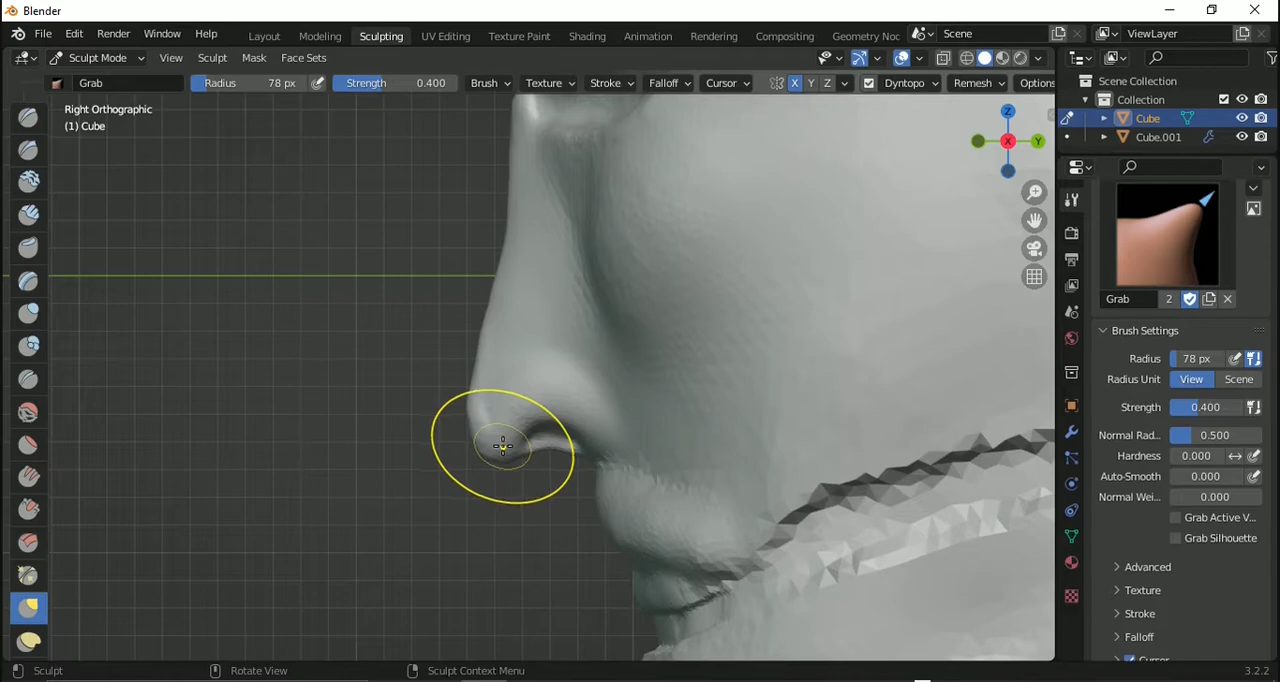 Blender
File Edit Render Window Help Layout Modeling Sculpting UV Editing Texture Paint Shading Animation Rendering Compositing Geometry Noc Scene ViewLayer
Sculpt Mode View Sculpt Mask Face Sets
Grab Radius 78 px Strength 0.400 Brush Texture Stroke Falloff Cursor X Y Z Dyntopo Remesh Options
Right Orthographic
(1) Cube
Z
X
Y
Scene Collection
Collection
Cube
Cube.001
Grab 2
Brush Settings
Radius 78 px
Radius Unit View Scene
Strength 0.400
Normal Rad... 0.500
Hardness 0.000
Auto-Smooth 0.000
Normal Wei... 0.000
Grab Active V...
Grab Silhouette
Advanced
Texture
Stroke
Falloff
Cursor
Sculpt Rotate View Sculpt Context Menu 3.2.2